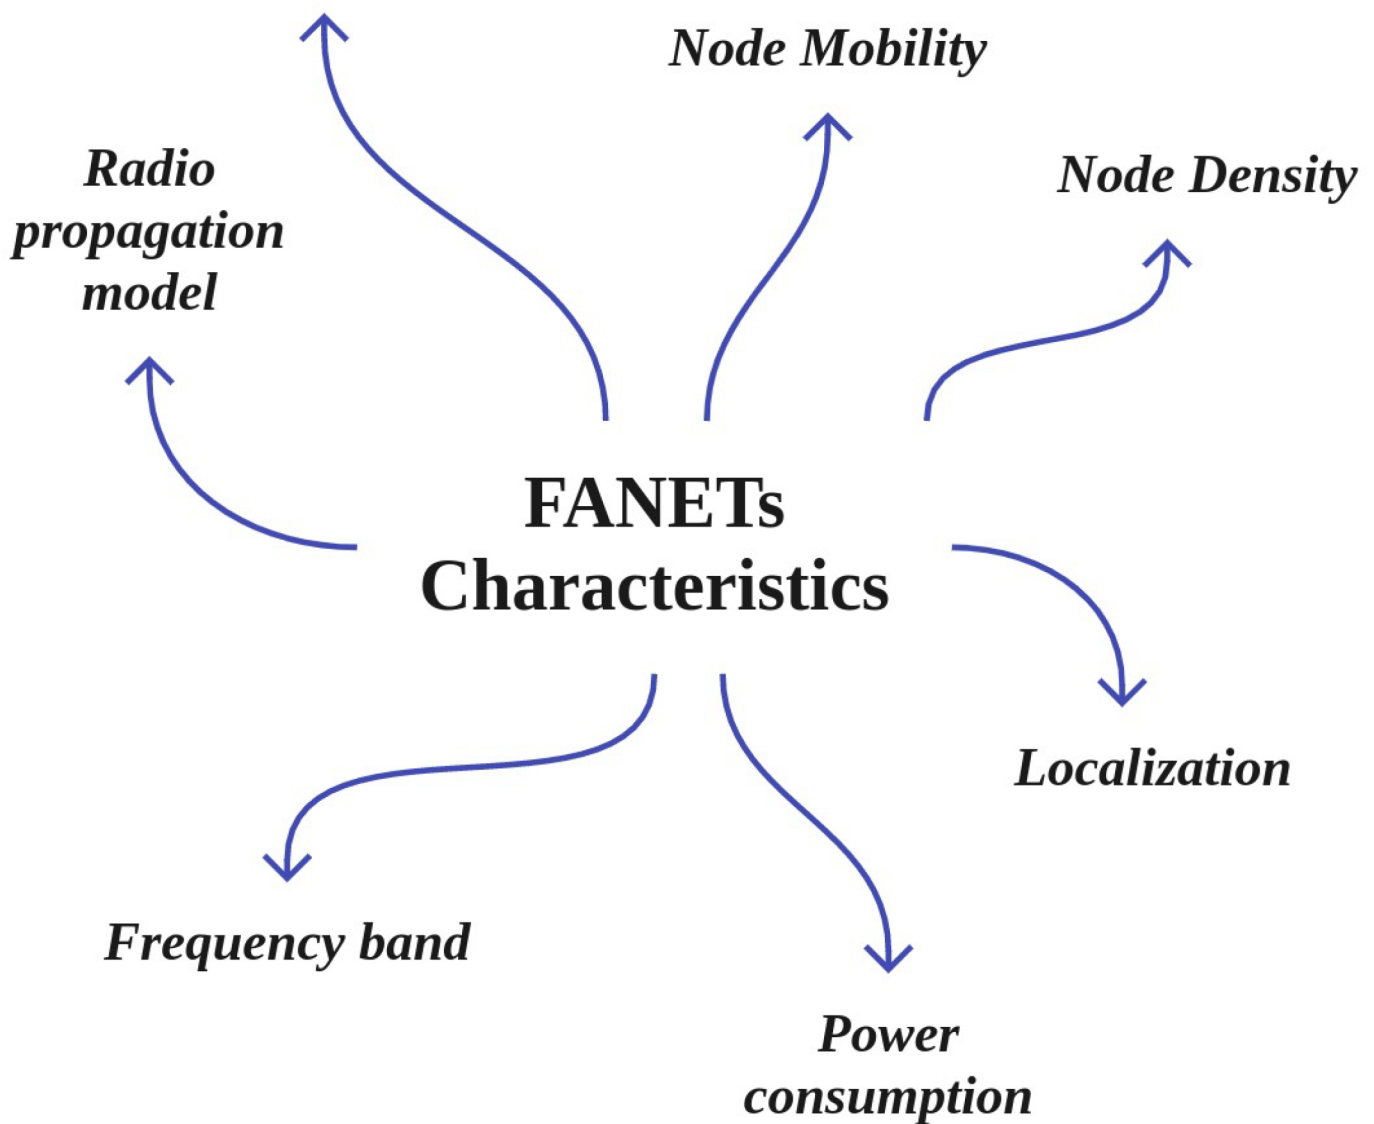 Node Mobility
Node Density
Radio
propagation
model
FANETs
Characteristics
Localization
Frequency band
Power
consumption